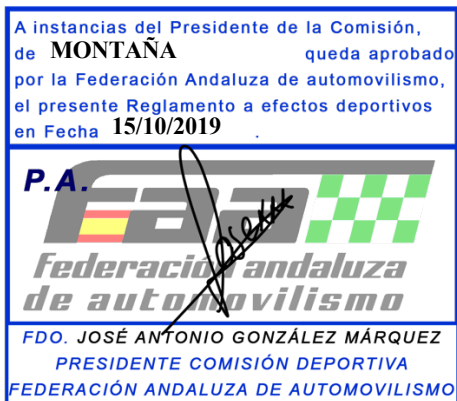 A instancias del Presidente de la Comisión,
de MONTAÑA queda aprobado
por la Federación Andaluza de automovilismo,
el presente Reglamento a efectos deportivos
en Fecha 15/10/2019 .
P.A.
faa
federación andaluza
de automovilismo
FDO. JOSÉ ANTONIO GONZÁLEZ MÁRQUEZ
PRESIDENTE COMISIÓN DEPORTIVA
FEDERACIÓN ANDALUZA DE AUTOMOVILISMO